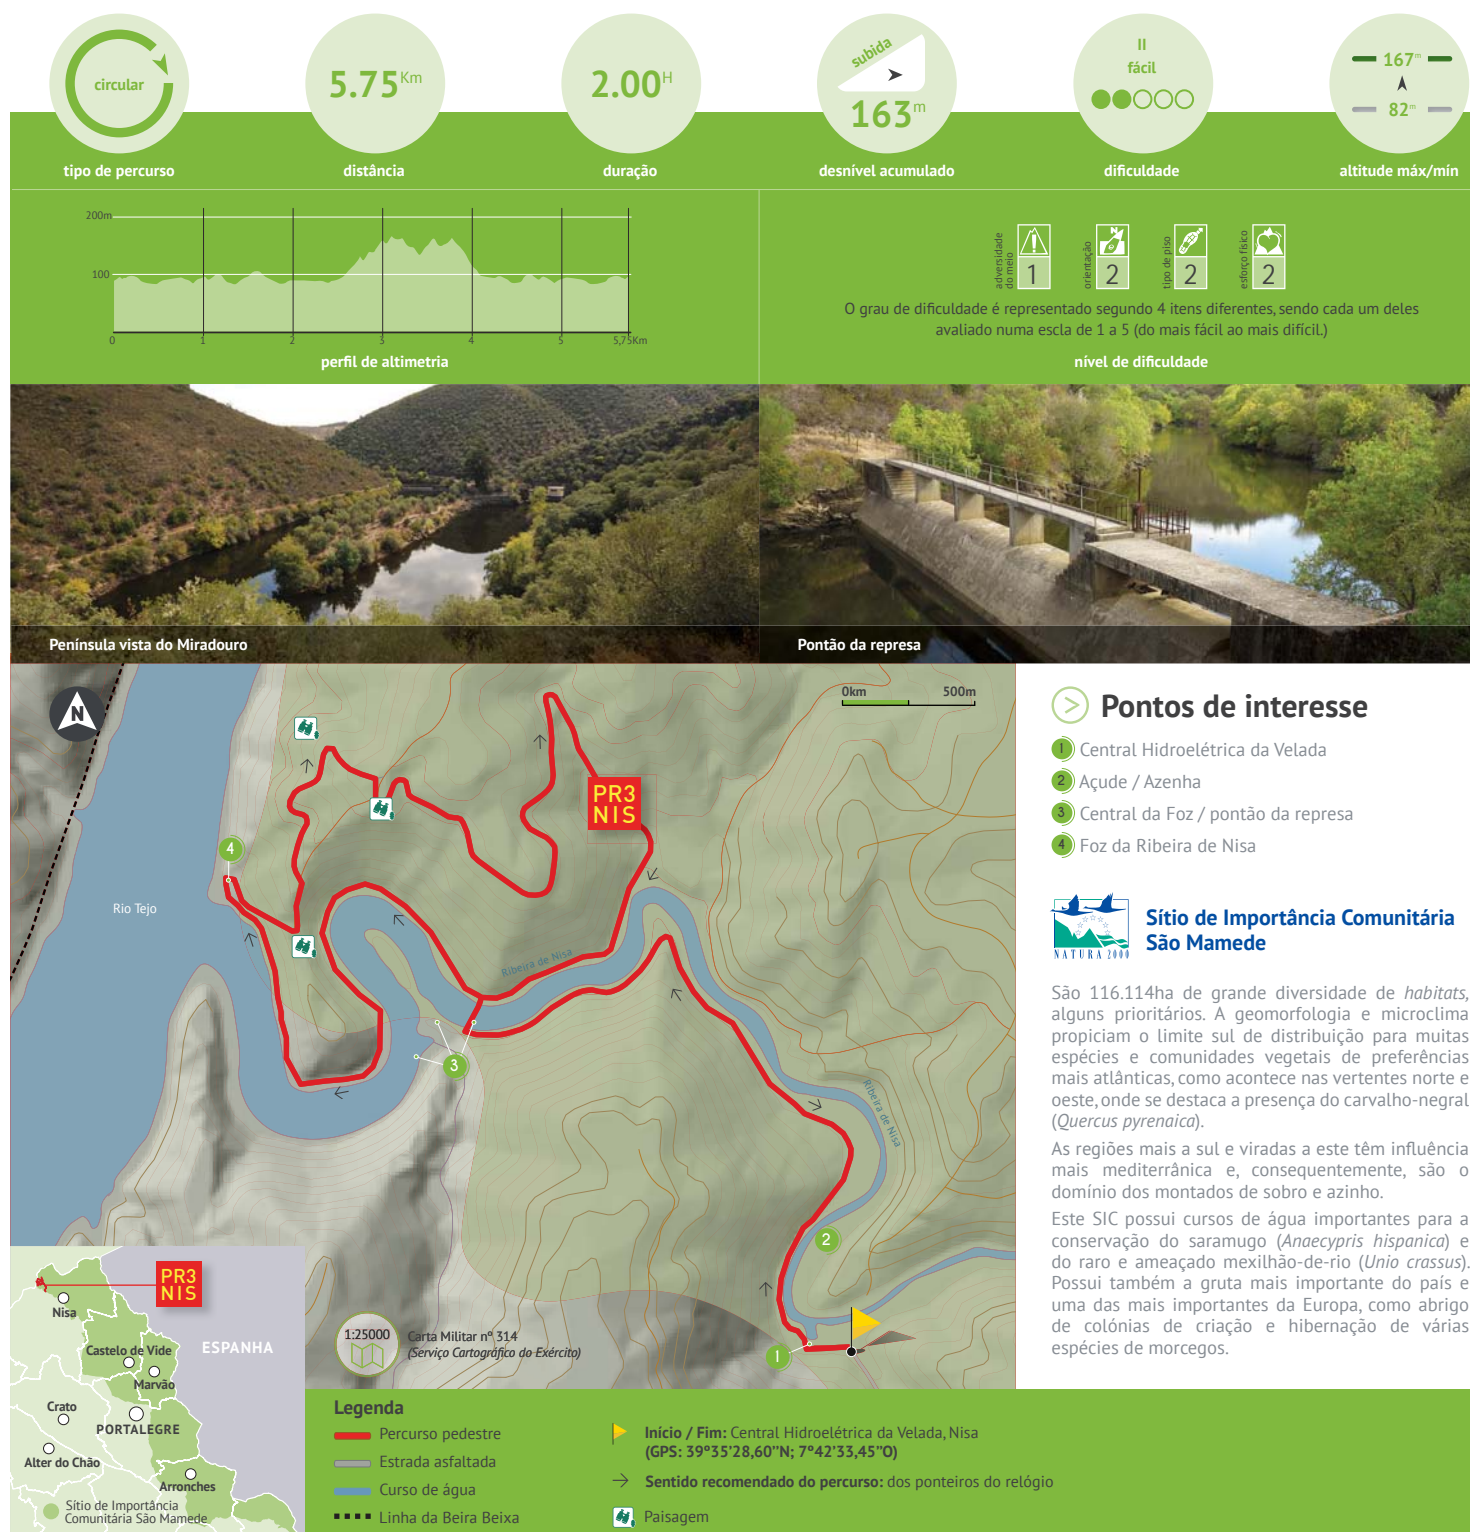 circular
5.75Km
2.00H
subida
163m
II
fácil
167m
82m
tipo de percurso
distância
duração
desnível acumulado
dificuldade
altitude máx/mín
200m
100
0
1
2
3
4
5
5,75Km
perfil de altimetria
adversidade
do meio
1
orientação
2
tipo de piso
2
esforço físico
2
O grau de dificuldade é representado segundo 4 itens diferentes, sendo cada um deles
avaliado numa escla de 1 a 5 (do mais fácil ao mais difícil.)
nível de dificuldade
Península vista do Miradouro
Pontão da represa
N
0km
500m
PR3
NIS
4
Rio Tejo
Ribeira de Nisa
3
Ribeira de Nisa
2
1
1:25000
Carta Militar nº 314
(Serviço Cartográfico do Exército)
PR3
NIS
Nisa
ESPANHA
Castelo de Vide
Marvão
Crato
PORTALEGRE
Alter do Chão
Arronches
Sítio de Importância
Comunitária São Mamede
Pontos de interesse
1 Central Hidroelétrica da Velada
2 Açude / Azenha
3 Central da Foz / pontão da represa
4 Foz da Ribeira de Nisa
NATURA 2000
Sítio de Importância Comunitária
São Mamede
São 116.114ha de grande diversidade de habitats,
alguns prioritários. A geomorfologia e microclima
propiciam o limite sul de distribuição para muitas
espécies e comunidades vegetais de preferências
mais atlânticas, como acontece nas vertentes norte e
oeste, onde se destaca a presença do carvalho-negral
(Quercus pyrenaica).
As regiões mais a sul e viradas a este têm influência
mais mediterrânica e, consequentemente, são o
domínio dos montados de sobro e azinho.
Este SIC possui cursos de água importantes para a
conservação do saramugo (Anaecypris hispanica) e
do raro e ameaçado mexilhão-de-rio (Unio crassus).
Possui também a gruta mais importante do país e
uma das mais importantes da Europa, como abrigo
de colónias de criação e hibernação de várias
espécies de morcegos.
Legenda
Percurso pedestre
Estrada asfaltada
Curso de água
Linha da Beira Beixa
Início / Fim: Central Hidroelétrica da Velada, Nisa
(GPS: 39º35'28,60''N; 7º42'33,45''O)
Sentido recomendado do percurso: dos ponteiros do relógio
Paisagem